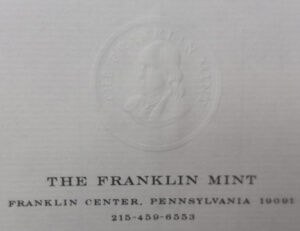 THE FRANKLIN MINT
FRANKLIN CENTER, PENNSYLVANIA 19091
215-459-6553